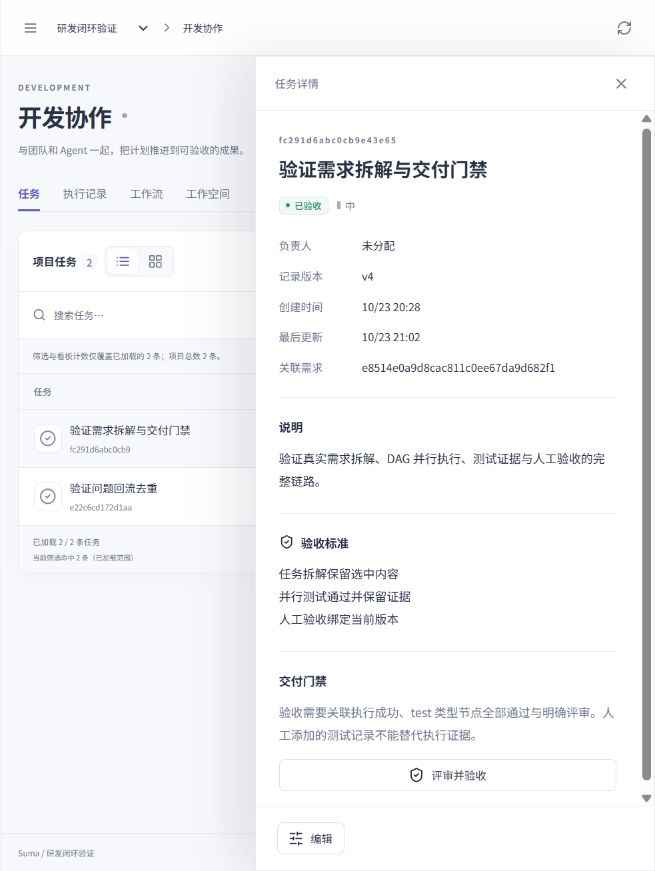 研发闭环验证
开发协作
DEVELOPMENT
开发协作
与团队和 Agent 一起，把计划推进到可验收的成果。
任务 执行记录 工作流 工作空间
项目任务 2
搜索任务…
筛选与看板计数仅覆盖已加载的 2 条；项目总数 2 条。
任务
验证需求拆解与交付门禁
fc291d6abc0cb9
验证问题回流去重
e22c6cd172d1aa
已加载 2 / 2 条任务
当前筛选命中 2 条（已加载范围）
Suma / 研发闭环验证
任务详情
fc291d6abc0cb9e43e65
验证需求拆解与交付门禁
已验收 中
负责人 未分配
记录版本 v4
创建时间 10/23 20:28
最后更新 10/23 21:02
关联需求 e8514e0a9d8cac811c0ee67da9d682f1
说明
验证真实需求拆解、DAG 并行执行、测试证据与人工验收的完
整链路。
验收标准
任务拆解保留选中内容
并行测试通过并保留证据
人工验收绑定当前版本
交付门禁
验收需要关联执行成功、test 类型节点全部通过与明确评审。人
工添加的测试记录不能替代执行证据。
评审并验收
编辑